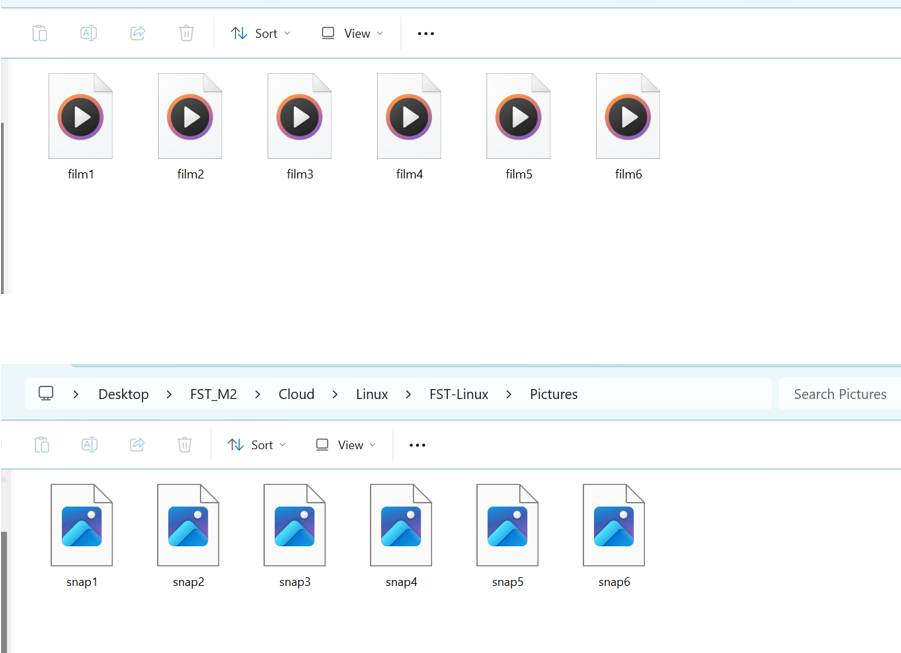 Sort View
film1 film2 film3 film4 film5 film6
Desktop > FST_M2 > Cloud > Linux > FST-Linux > Pictures Search Pictures
Sort View
snap1 snap2 snap3 snap4 snap5 snap6